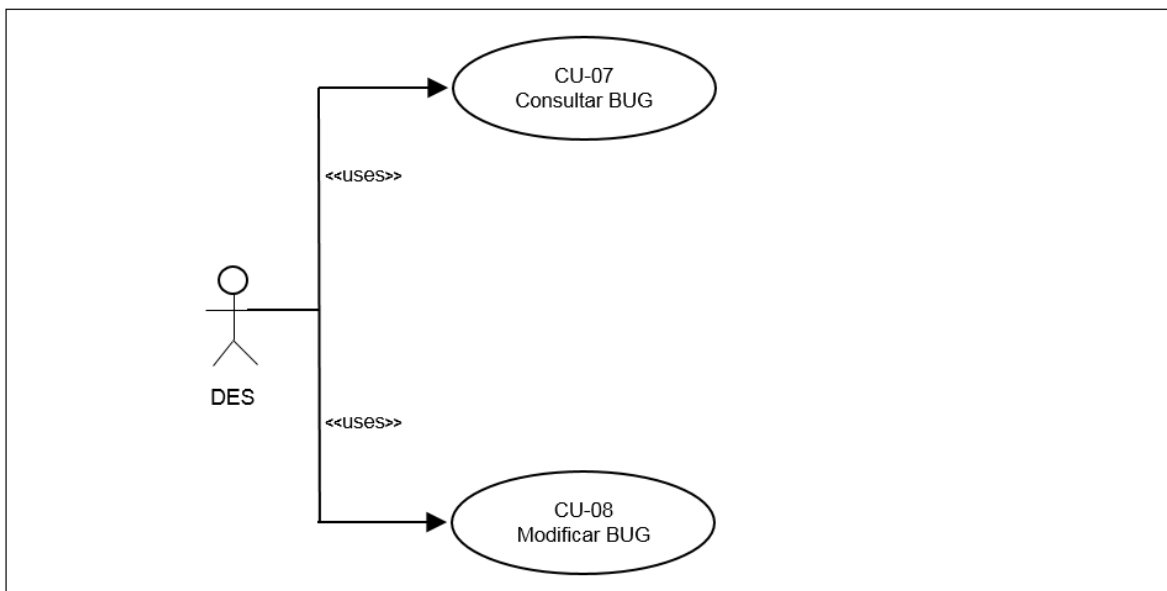 CU-07
Consultar BUG
<<uses>>
DES
<<uses>>
CU-08
Modificar BUG